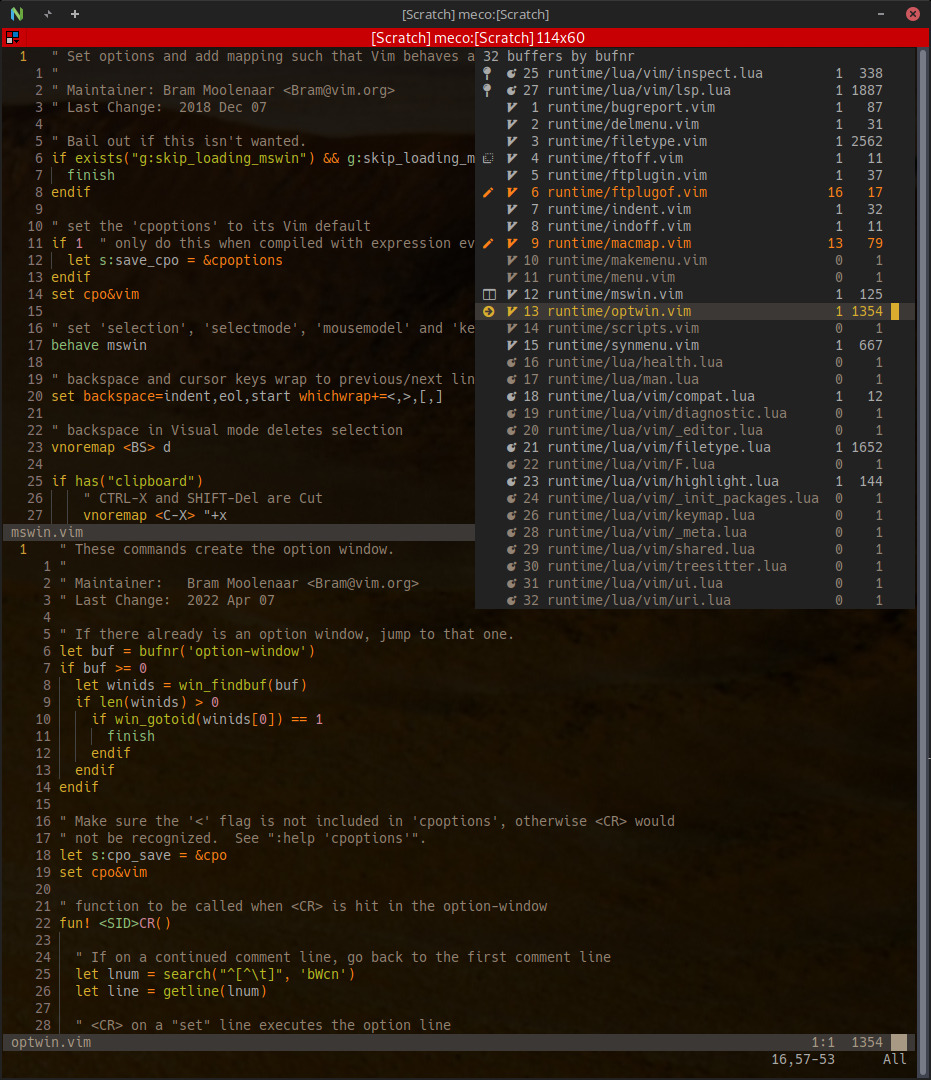 [Scratch] meco:[Scratch]
[Scratch] meco:[Scratch] 114x60
1 " Set options and add mapping such that Vim behaves a
1 "
2 " Maintainer: Bram Moolenaar <Bram@vim.org>
3 " Last Change:  2018 Dec 07
4
5 " Bail out if this isn't wanted.
6 if exists("g:skip_loading_mswin") && g:skip_loading_m
7   finish
8 endif
9
10 " set the 'cpoptions' to its Vim default
11 if 1  " only do this when compiled with expression ev
12   let s:save_cpo = &cpoptions
13 endif
14 set cpo&vim
15
16 " set 'selection', 'selectmode', 'mousemodel' and 'ke
17 behave mswin
18
19 " backspace and cursor keys wrap to previous/next lin
20 set backspace=indent,eol,start whichwrap+=<,>,[,]
21
22 " backspace in Visual mode deletes selection
23 vnoremap <BS> d
24
25 if has("clipboard")
26     " CTRL-X and SHIFT-Del are Cut
27     vnoremap <C-X> "+x
mswin.vim
32 buffers by bufnr
25 runtime/lua/vim/inspect.lua 1 338
27 runtime/lua/vim/lsp.lua 1 1887
1 runtime/bugreport.vim 1 87
2 runtime/delmenu.vim 1 31
3 runtime/filetype.vim 1 2562
4 runtime/ftoff.vim 1 11
5 runtime/ftplugin.vim 1 37
6 runtime/ftplugof.vim 16 17
7 runtime/indent.vim 1 32
8 runtime/indoff.vim 1 11
9 runtime/macmap.vim 13 79
10 runtime/makemenu.vim 0 1
11 runtime/menu.vim 0 1
12 runtime/mswin.vim 1 125
13 runtime/optwin.vim 1 1354
14 runtime/scripts.vim 0 1
15 runtime/synmenu.vim 1 667
16 runtime/lua/health.lua 0 1
17 runtime/lua/man.lua 0 1
18 runtime/lua/vim/compat.lua 1 12
19 runtime/lua/vim/diagnostic.lua 0 1
20 runtime/lua/vim/_editor.lua 0 1
21 runtime/lua/vim/filetype.lua 1 1652
22 runtime/lua/vim/F.lua 0 1
23 runtime/lua/vim/highlight.lua 1 144
24 runtime/lua/vim/_init_packages.lua 0 1
26 runtime/lua/vim/keymap.lua 0 1
28 runtime/lua/vim/_meta.lua 0 1
29 runtime/lua/vim/shared.lua 0 1
30 runtime/lua/vim/treesitter.lua 0 1
31 runtime/lua/vim/ui.lua 0 1
32 runtime/lua/vim/uri.lua 0 1
1 " These commands create the option window.
1 "
2 " Maintainer:   Bram Moolenaar <Bram@vim.org>
3 " Last Change:  2022 Apr 07
4
5 " If there already is an option window, jump to that one.
6 let buf = bufnr('option-window')
7 if buf >= 0
8   let winids = win_findbuf(buf)
9   if len(winids) > 0
10     if win_gotoid(winids[0]) == 1
11       finish
12     endif
13   endif
14 endif
15
16 " Make sure the '<' flag is not included in 'cpoptions', otherwise <CR> would
17 " not be recognized.  See ":help 'cpoptions'".
18 let s:cpo_save = &cpo
19 set cpo&vim
20
21 " function to be called when <CR> is hit in the option-window
22 fun! <SID>CR()
23
24   " If on a continued comment line, go back to the first comment line
25   let lnum = search("^[^\t]", 'bWcn')
26   let line = getline(lnum)
27
28   " <CR> on a "set" line executes the option line
optwin.vim 1:1 1354
16,57-53 All